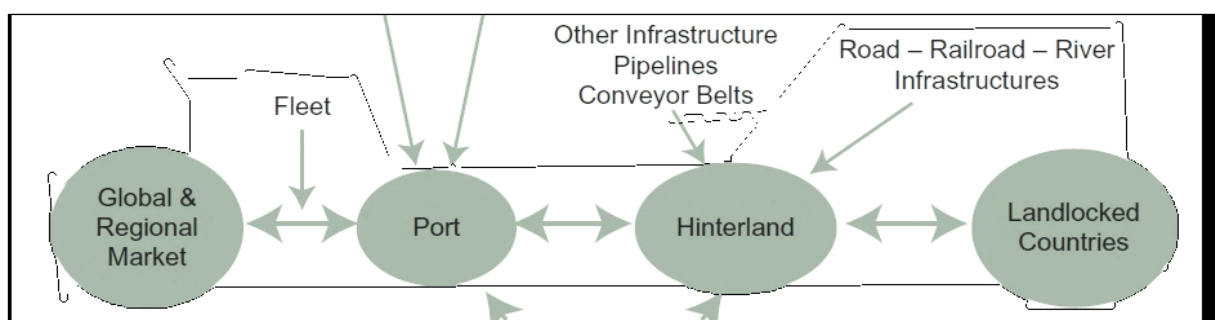 Other Infrastructure
Pipelines
Conveyor Belts
Road – Railroad – River
Infrastructures
Fleet
Global &
Regional
Market
Port
Hinterland
Landlocked
Countries